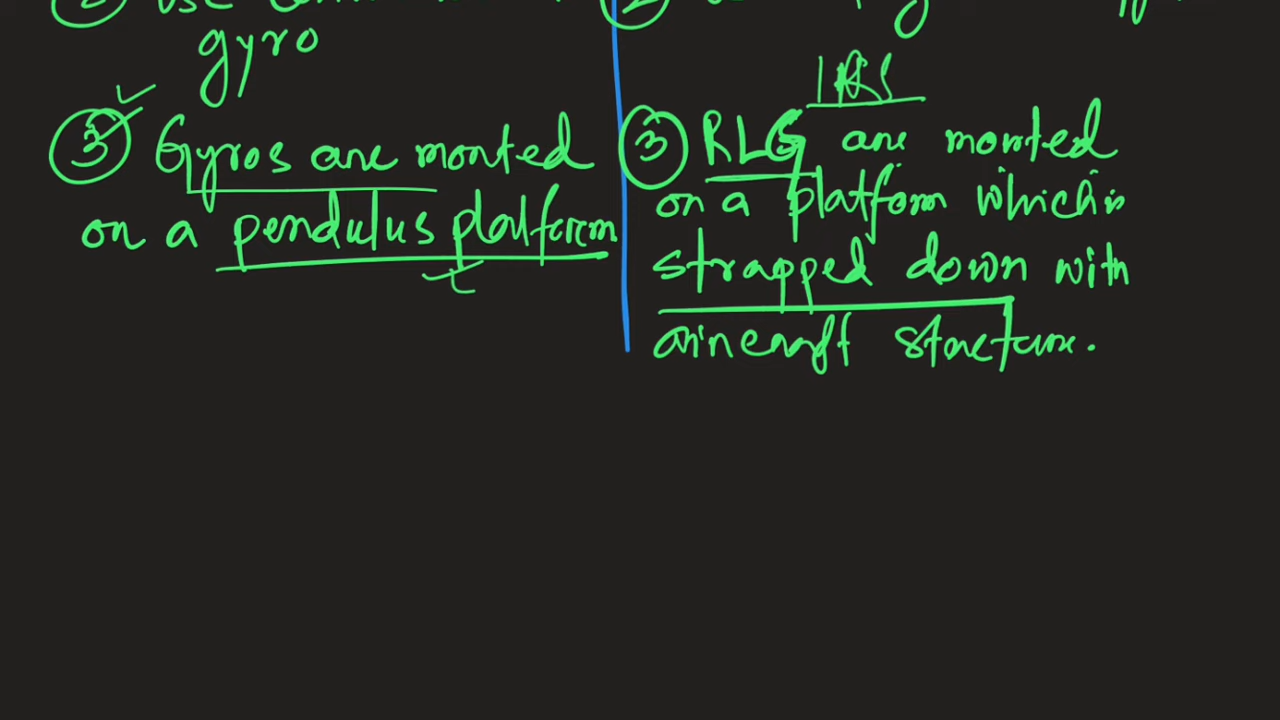 gyro
③ Gyros are monted
on a pendulus platform
IRS
③ RLG are monted
on a platform which is
strapped down with
aircraft structure.